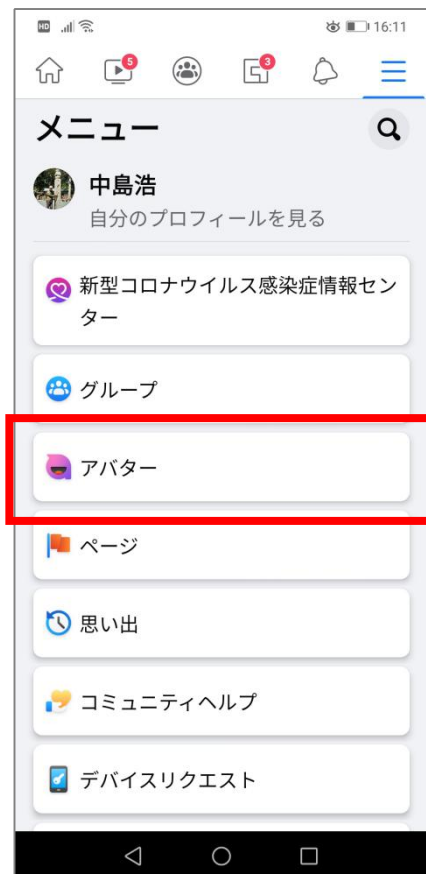 HD 16:11
5 3
メニュー
中島浩
自分のプロフィールを見る
新型コロナウイルス感染症情報セン
ター
グループ
アバター
ページ
思い出
コミュニティヘルプ
デバイスリクエスト